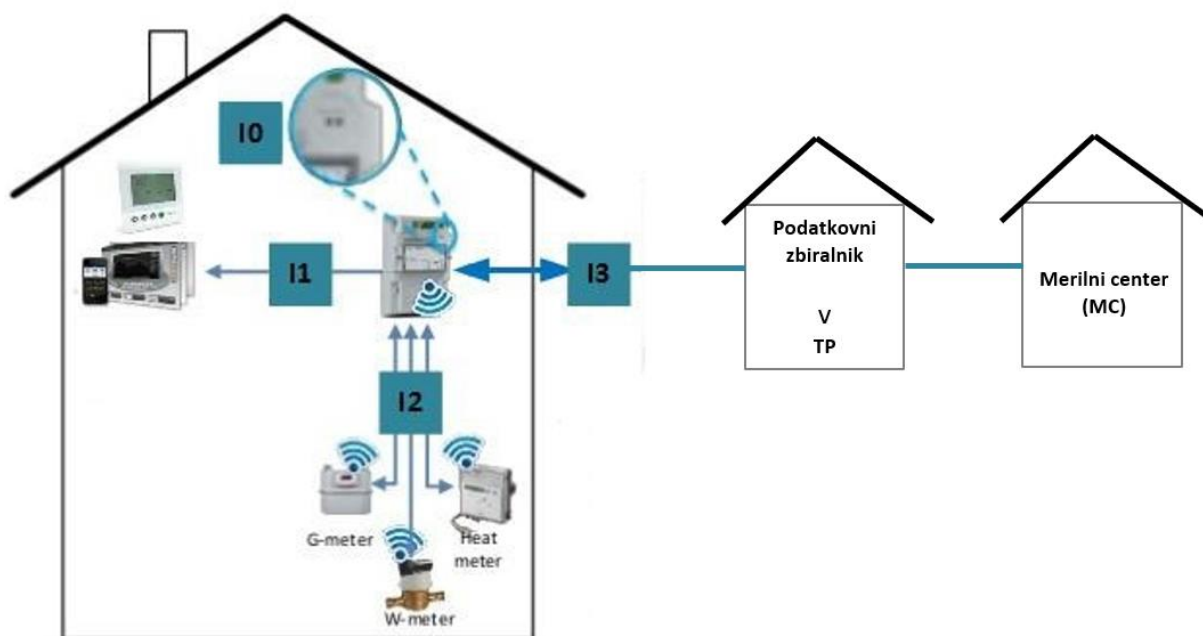 I0
I1
I3
I2
G-meter
Heat
meter
W-meter
Podatkovni
zbiralnik
V
TP
Merilni center
(MC)